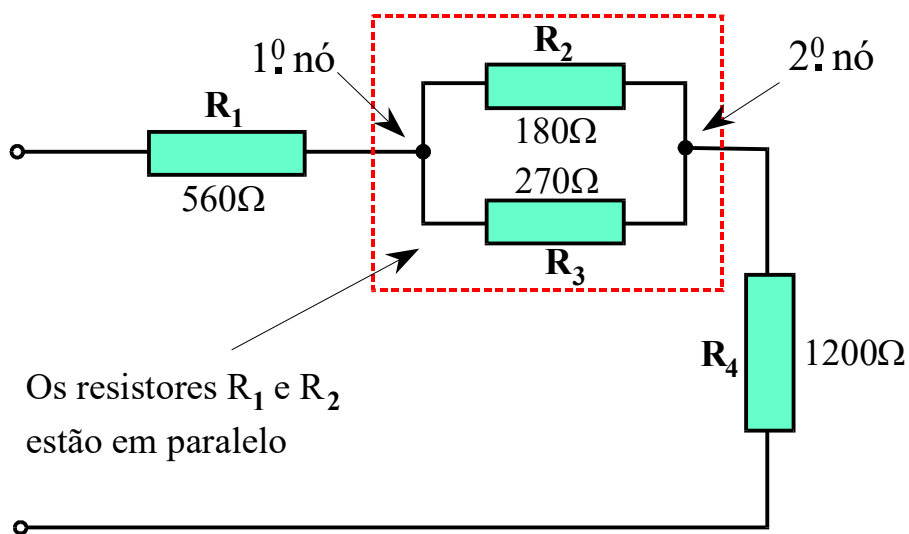 1º nó
R2
2º nó
R1
180Ω
560Ω
270Ω
R3
R4
1200Ω
Os resistores R1 e R2
estão em paralelo